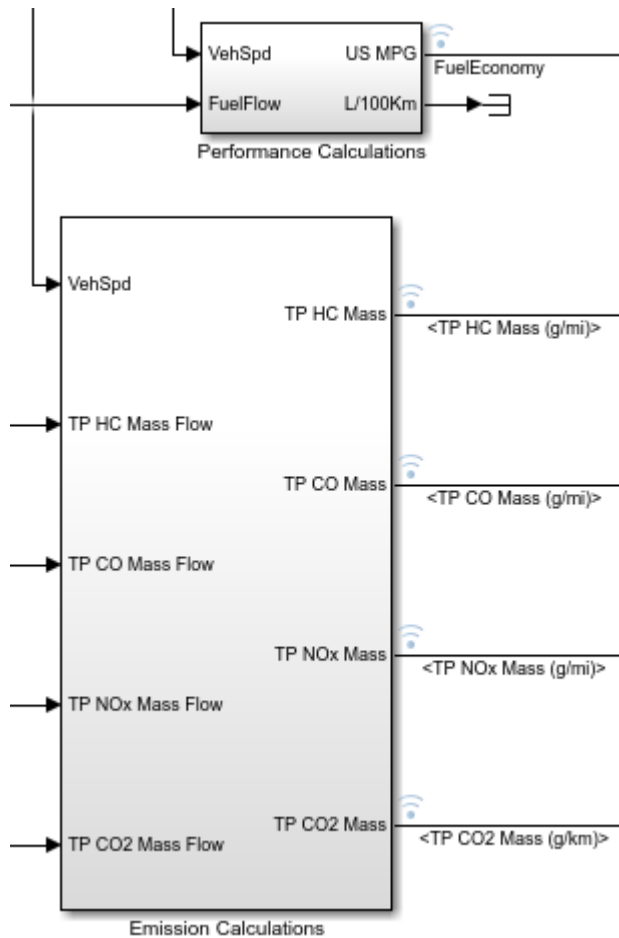 VehSpd US MPG
FuelEconomy
FuelFlow L/100Km
Performance Calculations
VehSpd
TP HC Mass
<TP HC Mass (g/mi)>
TP HC Mass Flow
TP CO Mass
<TP CO Mass (g/mi)>
TP CO Mass Flow
TP NOx Mass
<TP NOx Mass (g/mi)>
TP NOx Mass Flow
TP CO2 Mass
<TP CO2 Mass (g/km)>
TP CO2 Mass Flow
Emission Calculations